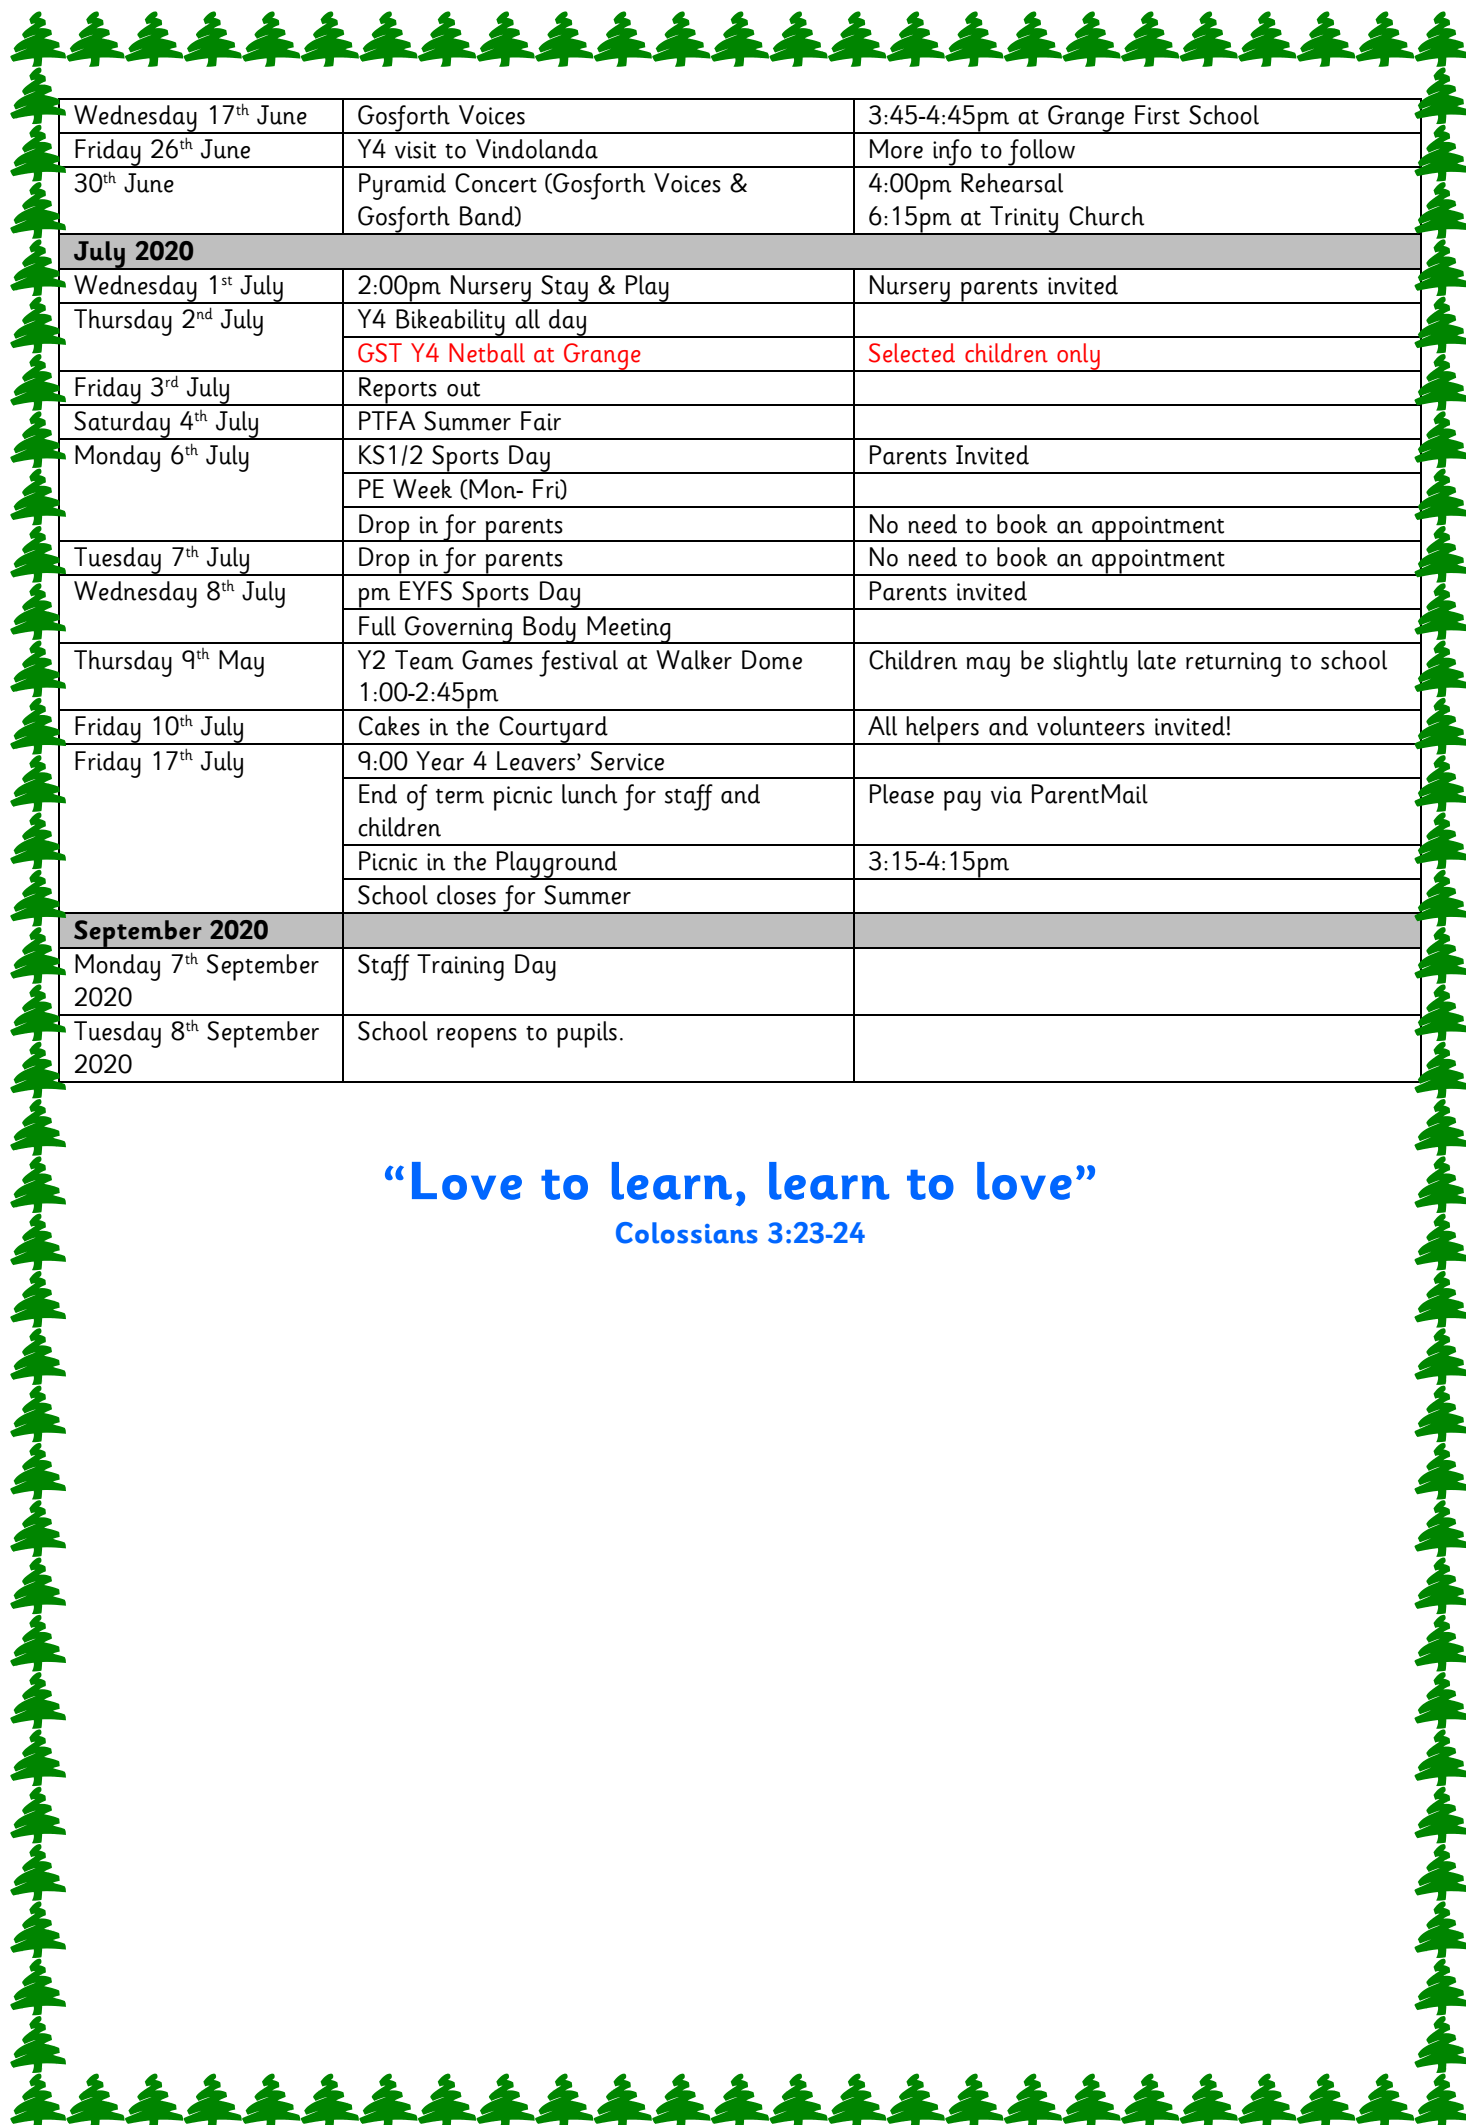 Wednesday 17th June Gosforth Voices 3:45-4:45pm at Grange First School
Friday 26th June Y4 visit to Vindolanda More info to follow
30th June Pyramid Concert (Gosforth Voices & 4:00pm Rehearsal
Gosforth Band) 6:15pm at Trinity Church
July 2020
Wednesday 1st July 2:00pm Nursery Stay & Play Nursery parents invited
Thursday 2nd July Y4 Bikeability all day
GST Y4 Netball at Grange Selected children only
Friday 3rd July Reports out
Saturday 4th July PTFA Summer Fair
Monday 6th July KS1/2 Sports Day Parents Invited
PE Week (Mon- Fri)
Drop in for parents No need to book an appointment
Tuesday 7th July Drop in for parents No need to book an appointment
Wednesday 8th July pm EYFS Sports Day Parents invited
Full Governing Body Meeting
Thursday 9th May Y2 Team Games festival at Walker Dome Children may be slightly late returning to school
1:00-2:45pm
Friday 10th July Cakes in the Courtyard All helpers and volunteers invited!
Friday 17th July 9:00 Year 4 Leavers’ Service
End of term picnic lunch for staff and Please pay via ParentMail
children
Picnic in the Playground 3:15-4:15pm
School closes for Summer
September 2020
Monday 7th September Staff Training Day
2020
Tuesday 8th September School reopens to pupils.
2020
“Love to learn, learn to love”
Colossians 3:23-24